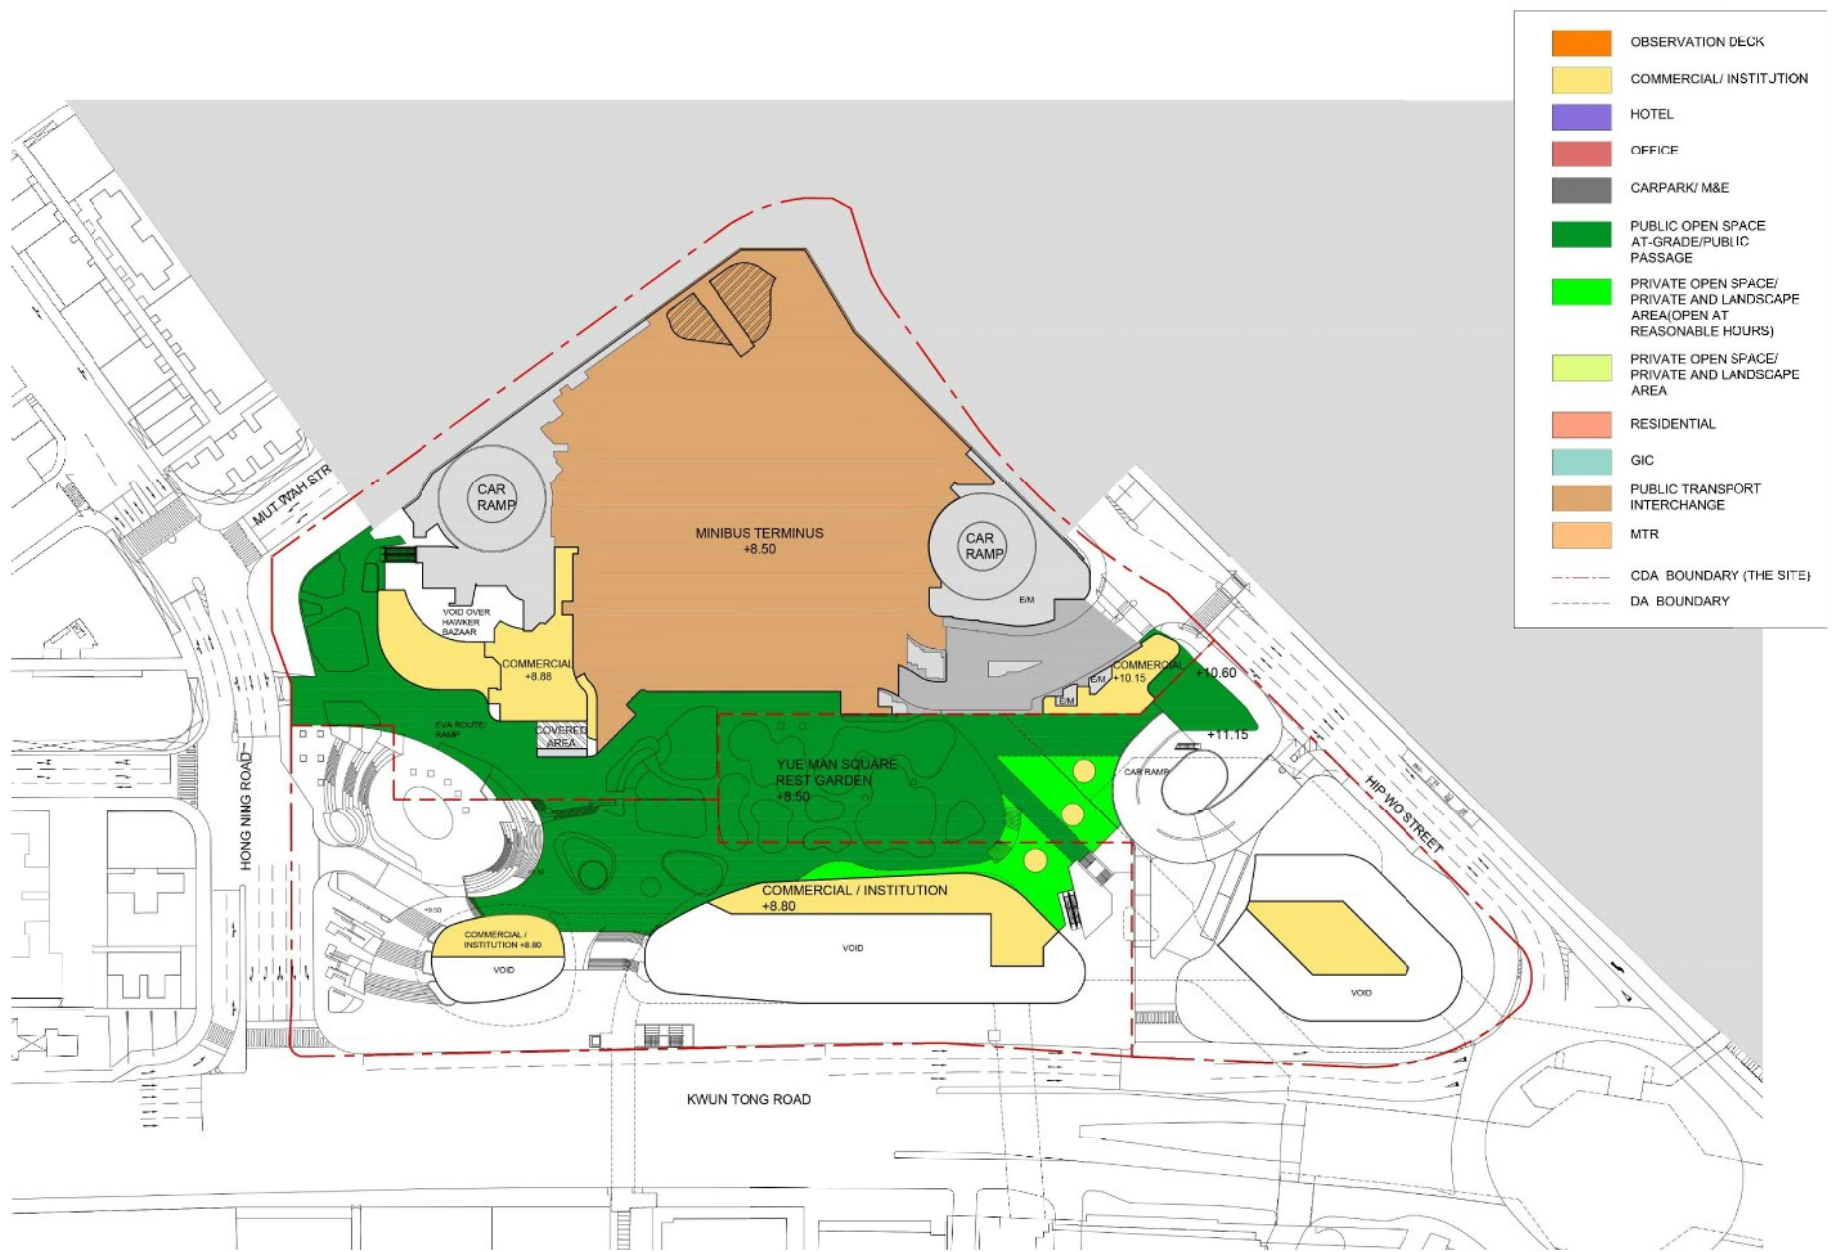 OBSERVATION DECK
COMMERCIAL/ INSTITJTION
HOTEL
OFFICE
CARPARK/ M&E
PUBLIC OPEN SPACE
AT-GRADE/PUBLIC
PASSAGE
PRIVATE OPEN SPACE/
PRIVATE AND LANDSCAPE
AREA(OPEN AT
REASONABLE HOURS)
PRIVATE OPEN SPACE/
PRIVATE AND LANDSCAPE
AREA
RESIDENTIAL
GIC
PUBLIC TRANSPORT
INTERCHANGE
MTR
CDA BOUNDARY (THE SITE)
DA BOUNDARY
MUT WAH STR
CAR
RAMP
MINIBUS TERMINUS
+8.50
CAR
RAMP
E/M
VOID OVER
HAWKER
BAZAAR
COMMERCIAL
+8.88
COMMERCIAL
+10.15
E/M
E/M
+10.60
+11.15
EVA ROUTE/
RAMP
COVERED
AREA
YUE MAN SQUARE
REST GARDEN
+8.50
CAR RAMP
HONG NING ROAD
HIP WO STREET
COMMERCIAL / INSTITUTION
+8.80
+9.50
COMMERCIAL /
INSTITUTION +8.80
VOID
VOID
VOID
KWUN TONG ROAD